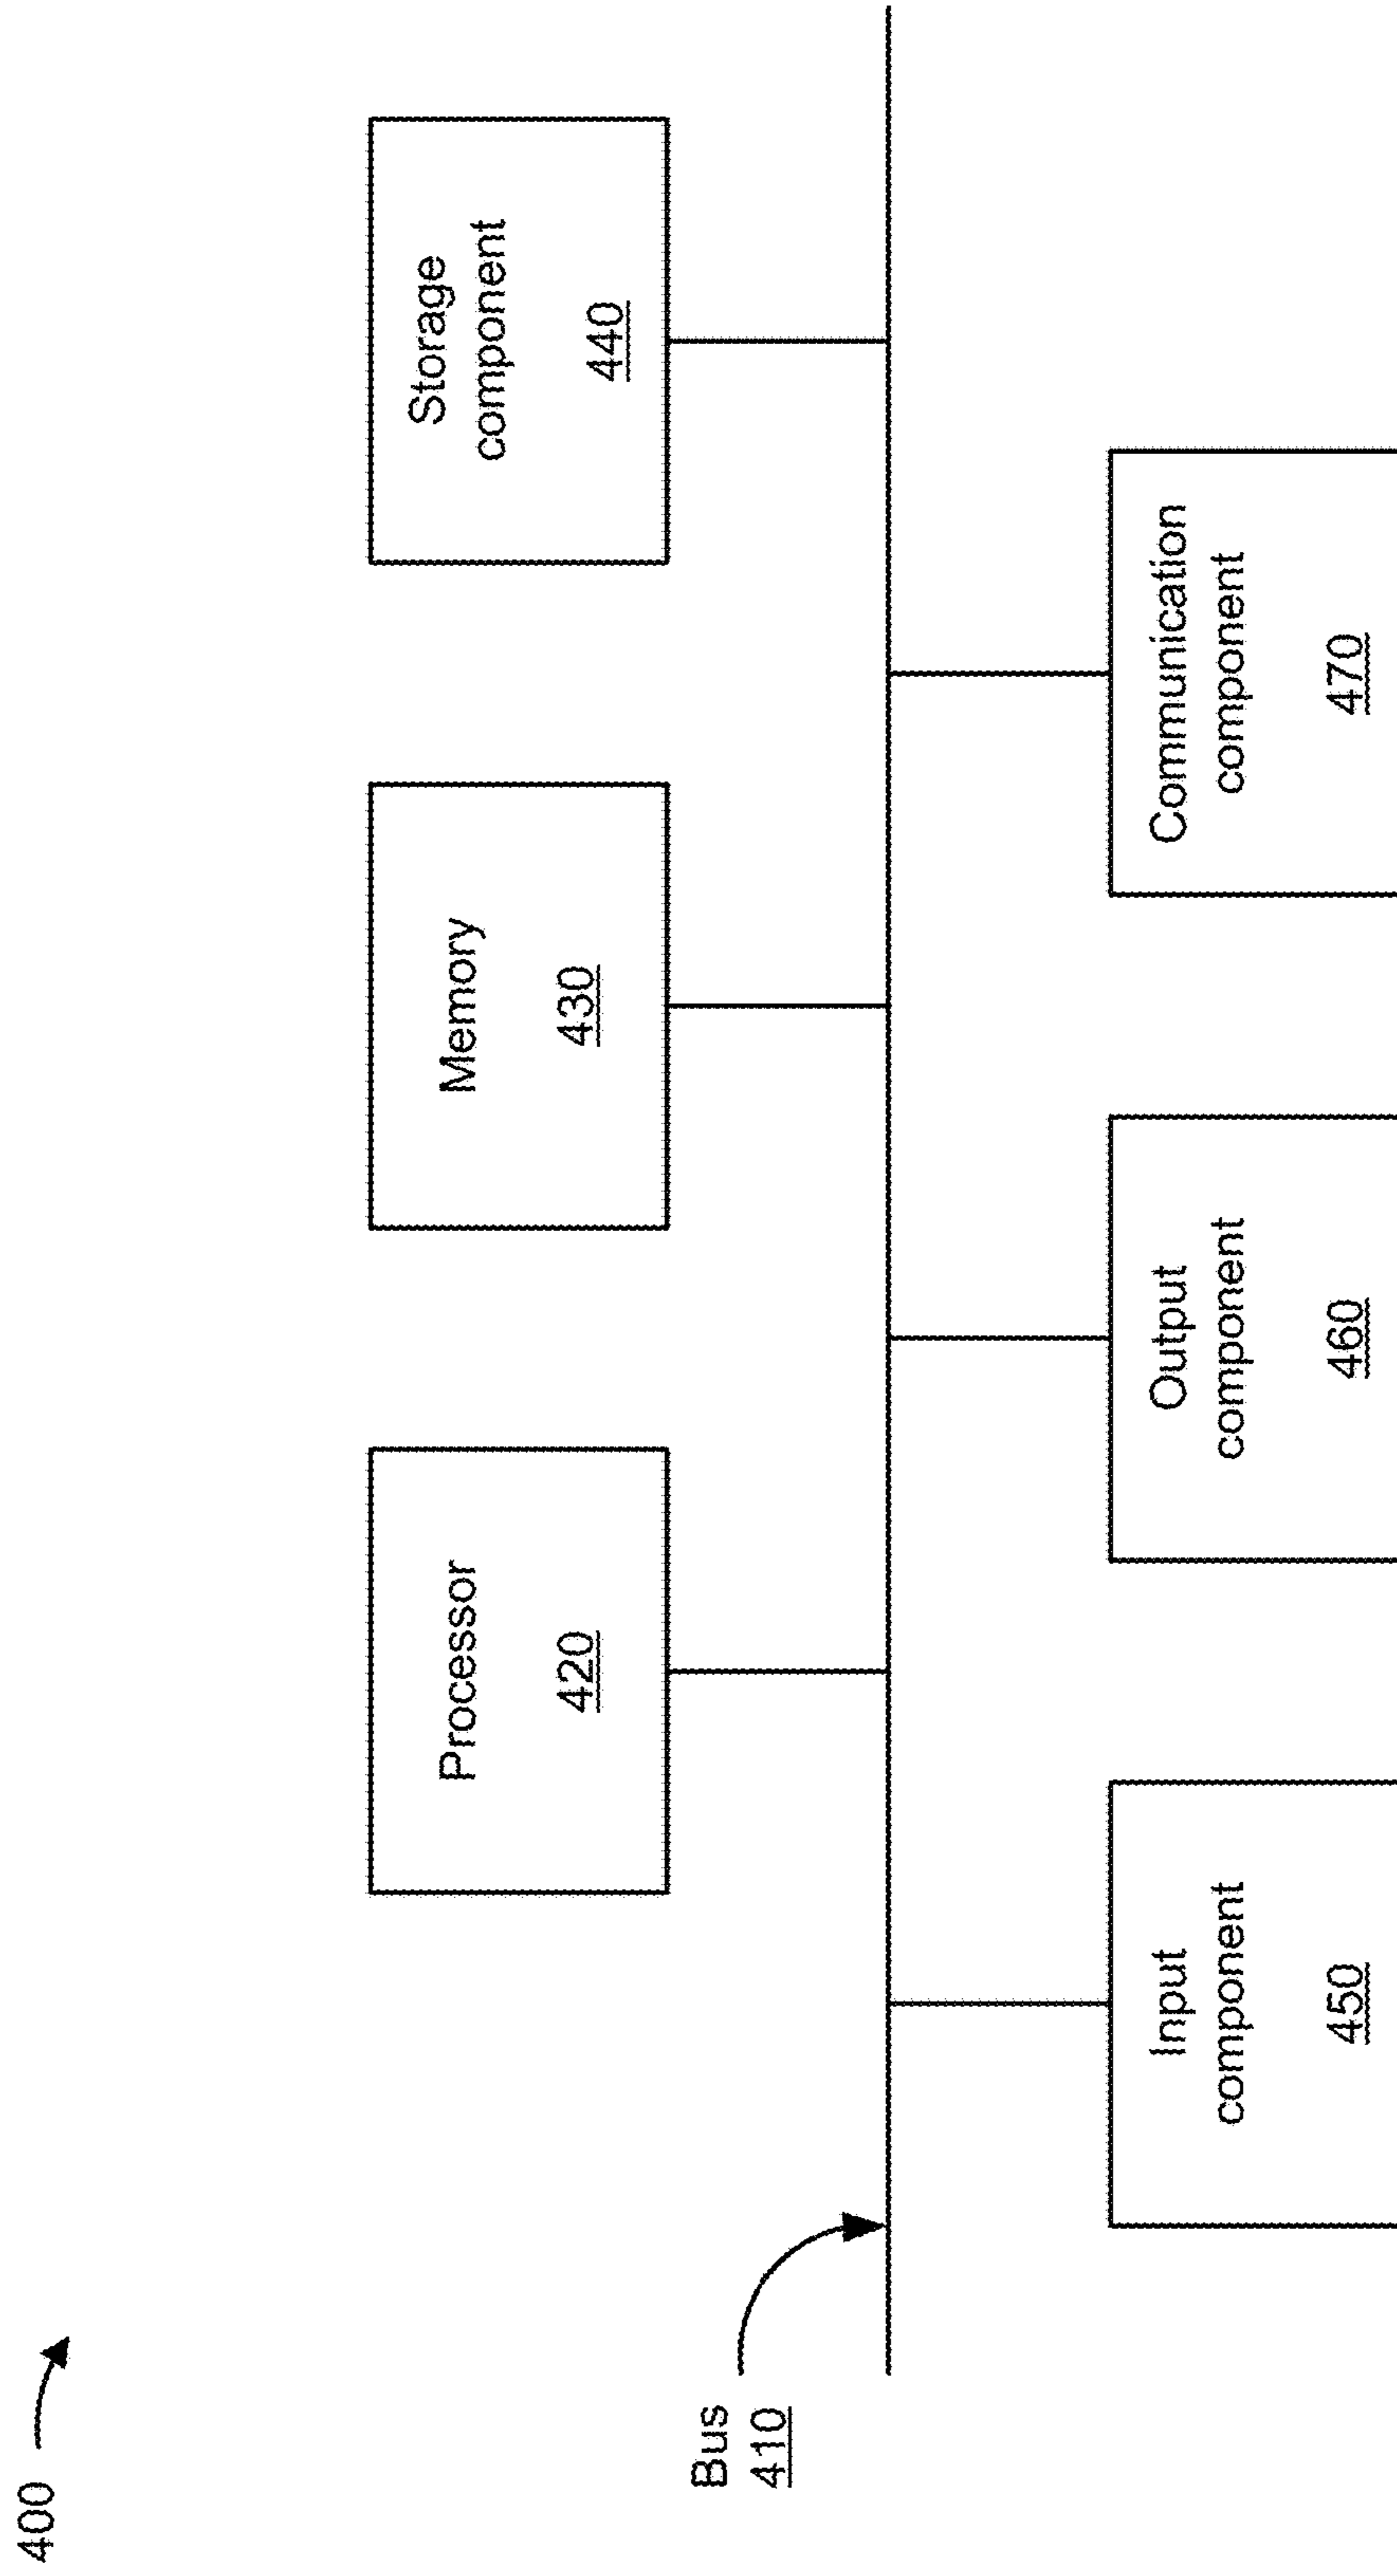 400
Bus
410
Processor
420
Memory
430
Storage
component
440
Input
component
450
Output
component
460
Communication
component
470